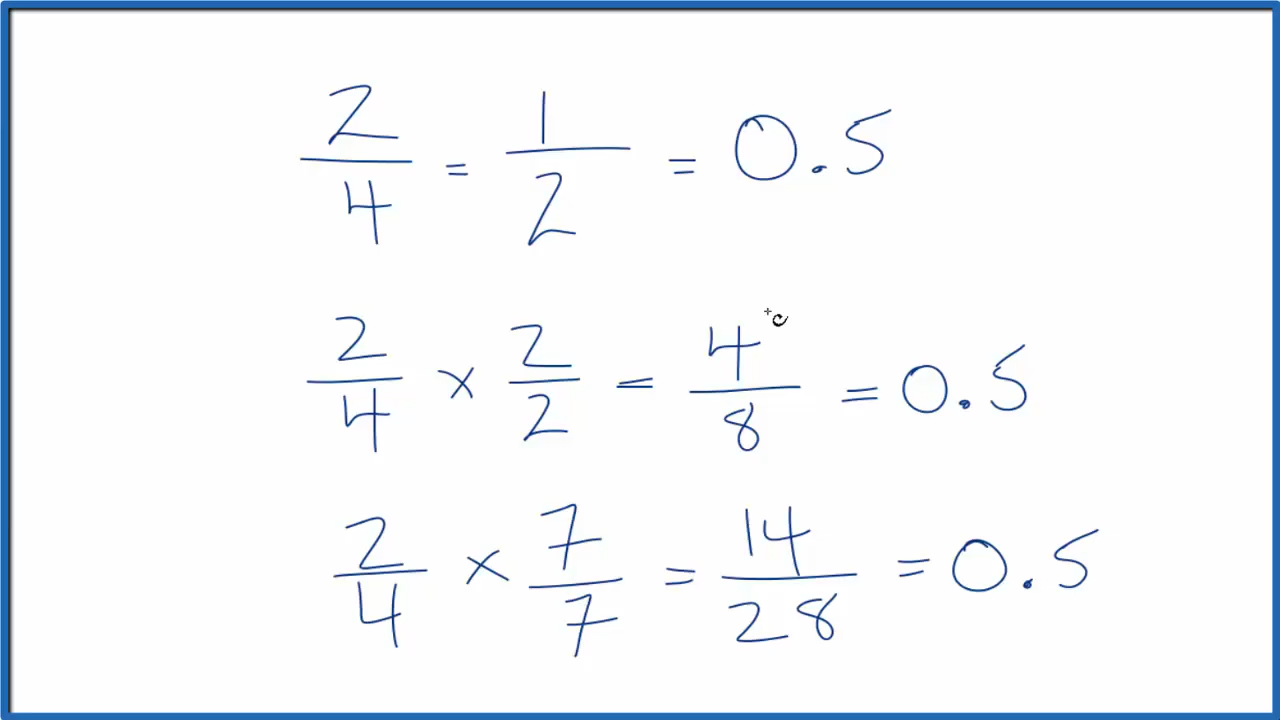 2/4 = 1/2 = 0.5
2/4 × 2/2 = 4/8 = 0.5
2/4 × 7/7 = 14/28 = 0.5